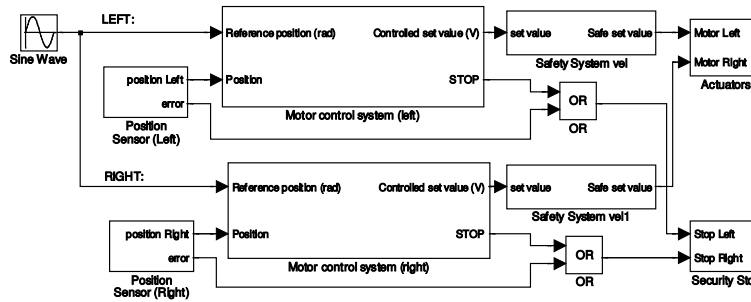 LEFT:
Sine Wave
Reference position (rad)
Controlled set value (V)
Position
STOP
Motor control system (left)
set value
Safe set value
Safety System vel
Motor Left
Motor Right
Actuators
position Left
error
Position
Sensor (Left)
OR
OR
RIGHT:
Reference position (rad)
Controlled set value (V)
Position
STOP
Motor control system (right)
set value
Safe set value
Safety System vel1
position Right
error
Position
Sensor (Right)
OR
OR
Stop Left
Stop Right
Security Sto